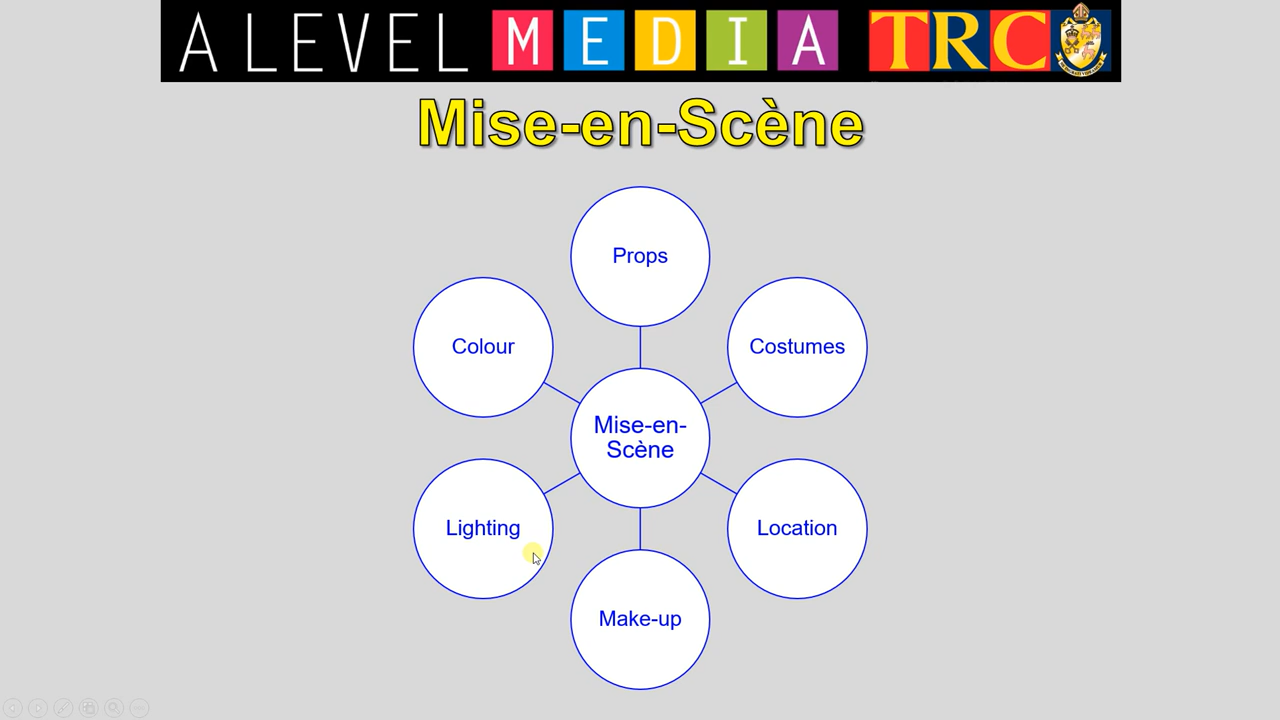 A LEVEL MEDIA TRC
Mise-en-Scène
Props
Colour
Costumes
Mise-en-
Scène
Lighting
Location
Make-up